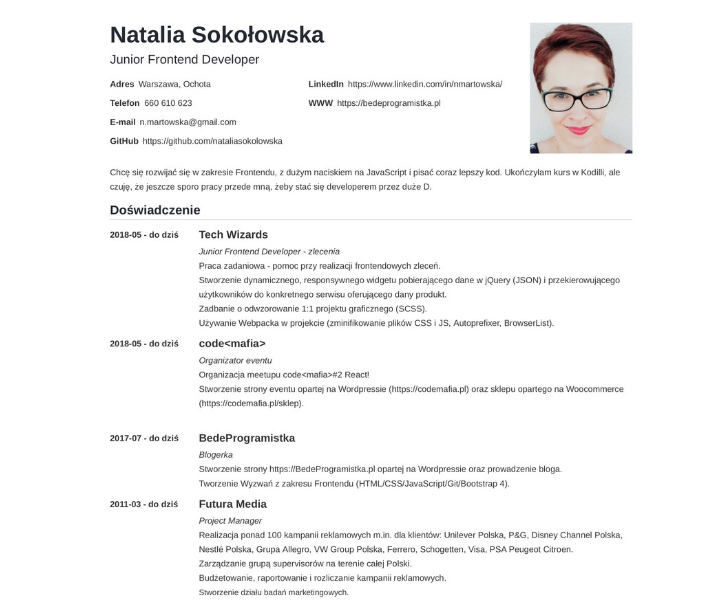 Natalia Sokołowska
Junior Frontend Developer
Adres Warszawa, Ochota
LinkedIn https://www.linkedin.com/in/nmartowska/
Telefon 660 610 623
WWW https://bedeprogramistka.pl
E-mail n.martowska@gmail.com
GitHub https://github.com/nataliasokolowska
Chcę się rozwijać się w zakresie Frontendu, z dużym naciskiem na JavaScript i pisać coraz lepszy kod. Ukończyłam kurs w Kodilli, ale
czuję, że jeszcze sporo pracy przede mną, żeby stać się developerem przez duże D.
Doświadczenie
2018-05 - do dziś Tech Wizards
Junior Frontend Developer - zlecenia
Praca zadaniowa - pomoc przy realizacji frontendowych zleceń.
Stworzenie dynamicznego, responsywnego widgetu pobierającego dane w jQuery (JSON) i przekierowującego
użytkowników do konkretnego serwisu oferującego dany produkt.
Zadbanie o odwzorowanie 1:1 projektu graficznego (SCSS).
Używanie Webpacka w projekcie (zminifikowanie plików CSS i JS, Autoprefixer, BrowserList).
2018-05 - do dziś code<mafia>
Organizator eventu
Organizacja meetupu code<mafia>#2 React!
Stworzenie strony eventu opartej na Wordpressie (https://codemafia.pl) oraz sklepu opartego na Woocommerce
(https://codemafia.pl/sklep).
2017-07 - do dziś BedeProgramistka
Blogerka
Stworzenie strony https://BedeProgramistka.pl opartej na Wordpressie oraz prowadzenie bloga.
Tworzenie Wyzwań z zakresu Frontendu (HTML/CSS/JavaScript/Git/Bootstrap 4).
2011-03 - do dziś Futura Media
Project Manager
Realizacja ponad 100 kampanii reklamowych m.in. dla klientów: Unilever Polska, P&G, Disney Channel Polska,
Nestlé Polska, Grupa Allegro, VW Group Polska, Ferrero, Schogetten, Visa, PSA Peugeot Citroen.
Zarządzanie grupą supervisorów na terenie całej Polski.
Budżetowanie, raportowanie i rozliczanie kampanii reklamowych.
Stworzenie działu badań marketingowych.